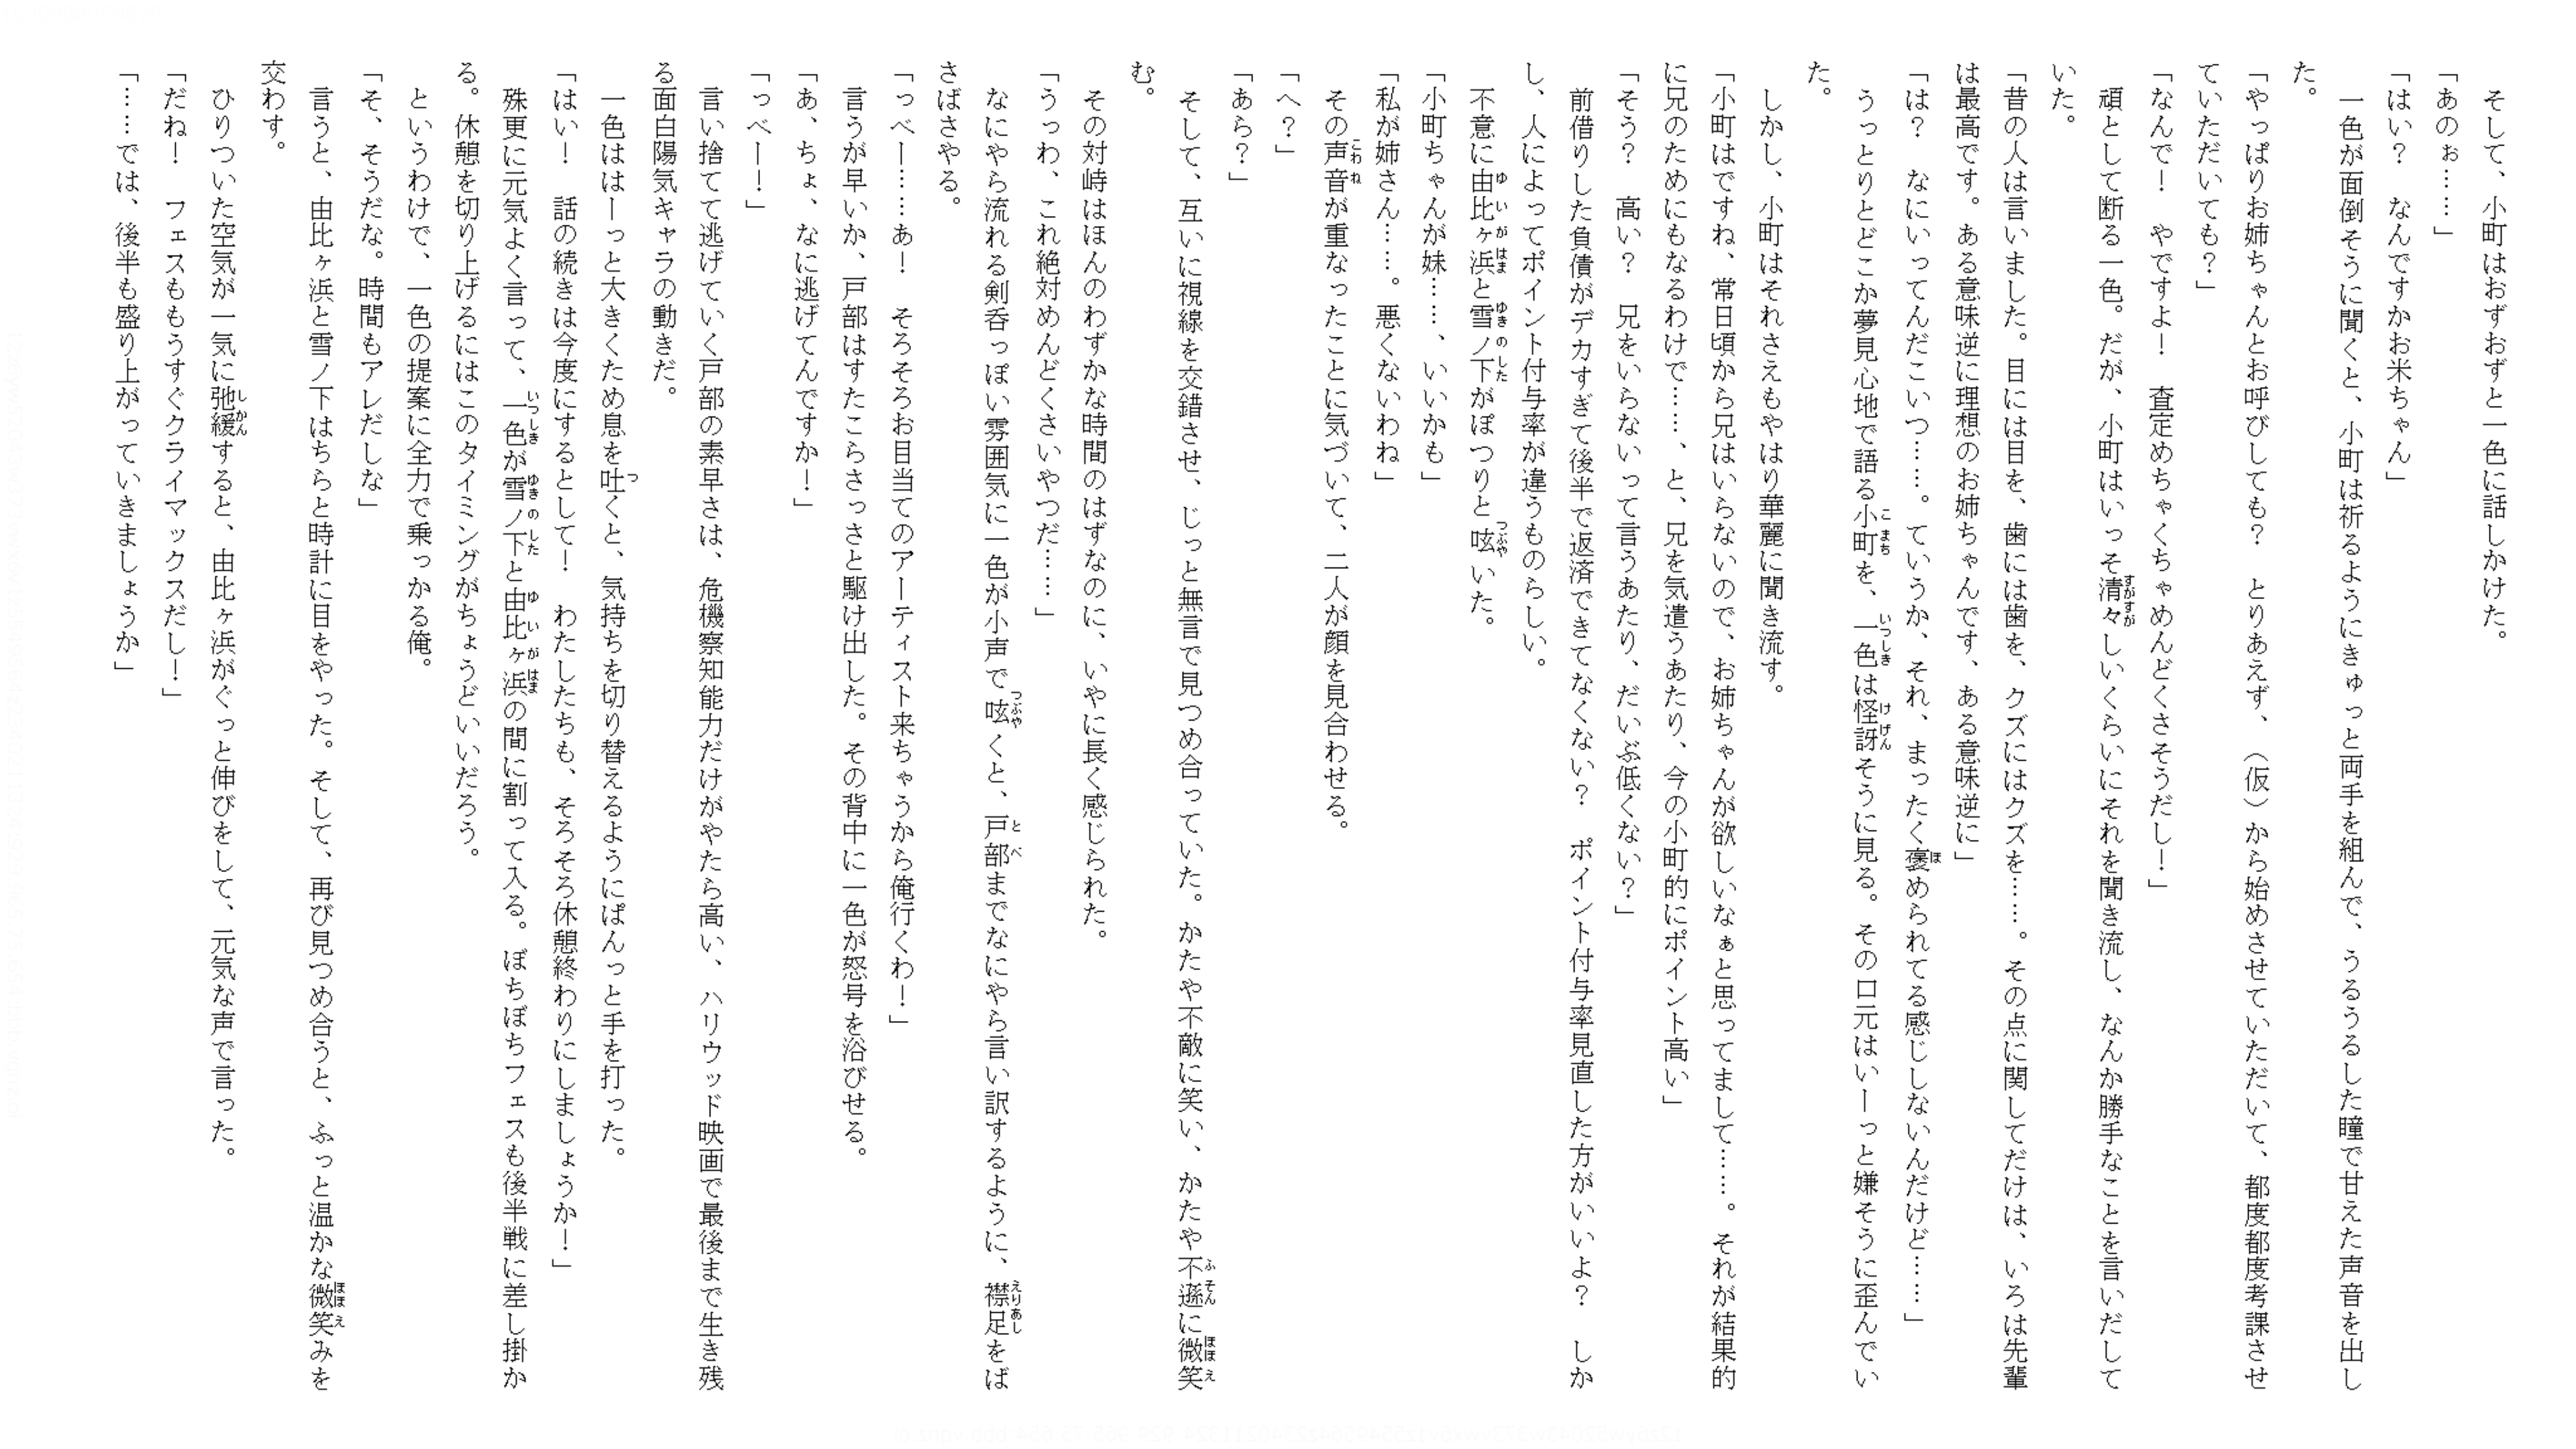 そして、小町はおずおずと一色に話しかけた。
「あのぉ……」
「はい？　なんですかお米ちゃん」
一色が面倒そうに聞くと、小町は祈るようにきゅっと両手を組んで、うるうるした瞳で甘えた声音を出し
た。
「やっぱりお姉ちゃんとお呼びしても？　とりあえず、（仮）から始めさせていただいて、都度都度考課させ
ていただいても？」
「なんで！　やですよ！　査定めちゃくちゃめんどくさそうだし！」
頑として断る一色。だが、小町はいっそ清々しいくらいにそれを聞き流し、なんか勝手なことを言いだして
いた。
「昔の人は言いました。目には目を、歯には歯を、クズにはクズを……。その点に関してだけは、いろは先輩
は最高です。ある意味逆に理想のお姉ちゃんです、ある意味逆に」
「は？　なにいってんだこいつ……。ていうか、それ、まったく褒められてる感じしないんだけど……」
うっとりとどこか夢見心地で語る小町を、一色は怪訝そうに見る。その口元はいーっと嫌そうに歪んでい
た。
しかし、小町はそれさえもやはり華麗に聞き流す。
「小町はですね、常日頃から兄はいらないので、お姉ちゃんが欲しいなぁと思ってまして……。それが結果的
に兄のためにもなるわけで……、と、兄を気遣うあたり、今の小町的にポイント高い」
「そう？　高い？　兄をいらないって言うあたり、だいぶ低くない？」
前借りした負債がデカすぎて後半で返済できてなくない？　ポイント付与率見直した方がいいよ？　しか
し、人によってポイント付与率が違うものらしい。
不意に由比ヶ浜と雪ノ下がぽつりと呟いた。
「小町ちゃんが妹……、いいかも」
「私が姉さん……。悪くないわね」
その声音が重なったことに気づいて、二人が顔を見合わせる。
「へ？」
「あら？」
そして、互いに視線を交錯させ、じっと無言で見つめ合っていた。かたや不敵に笑い、かたや不遜に微笑
む。
その対峙はほんのわずかな時間のはずなのに、いやに長く感じられた。
「うっわ、これ絶対めんどくさいやつだ……」
なにやら流れる剣呑っぽい雰囲気に一色が小声で呟くと、戸部までなにやら言い訳するように、襟足をば
さばさやる。
「っべー……あ！　そろそろお目当てのアーティスト来ちゃうから俺行くわ！」
言うが早いか、戸部はすたこらさっさと駆け出した。その背中に一色が怒号を浴びせる。
「あ、ちょ、なに逃げてんですか！」
「っべー！」
言い捨てて逃げていく戸部の素早さは、危機察知能力だけがやたら高い、ハリウッド映画で最後まで生き残
る面白陽気キャラの動きだ。
一色ははーっと大きくため息を吐くと、気持ちを切り替えるようにぱんっと手を打った。
「はい！　話の続きは今度にするとして！　わたしたちも、そろそろ休憩終わりにしましょうか！」
殊更に元気よく言って、一色が雪ノ下と由比ヶ浜の間に割って入る。ぼちぼちフェスも後半戦に差し掛か
る。休憩を切り上げるにはこのタイミングがちょうどいいだろう。
というわけで、一色の提案に全力で乗っかる俺。
「そ、そうだな。時間もアレだしな」
言うと、由比ヶ浜と雪ノ下はちらと時計に目をやった。そして、再び見つめ合うと、ふっと温かな微笑みを
交わす。
ひりついた空気が一気に弛緩すると、由比ヶ浜がぐっと伸びをして、元気な声で言った。
「だね！　フェスももうすぐクライマックスだし！」
「……では、後半も盛り上がっていきましょうか」